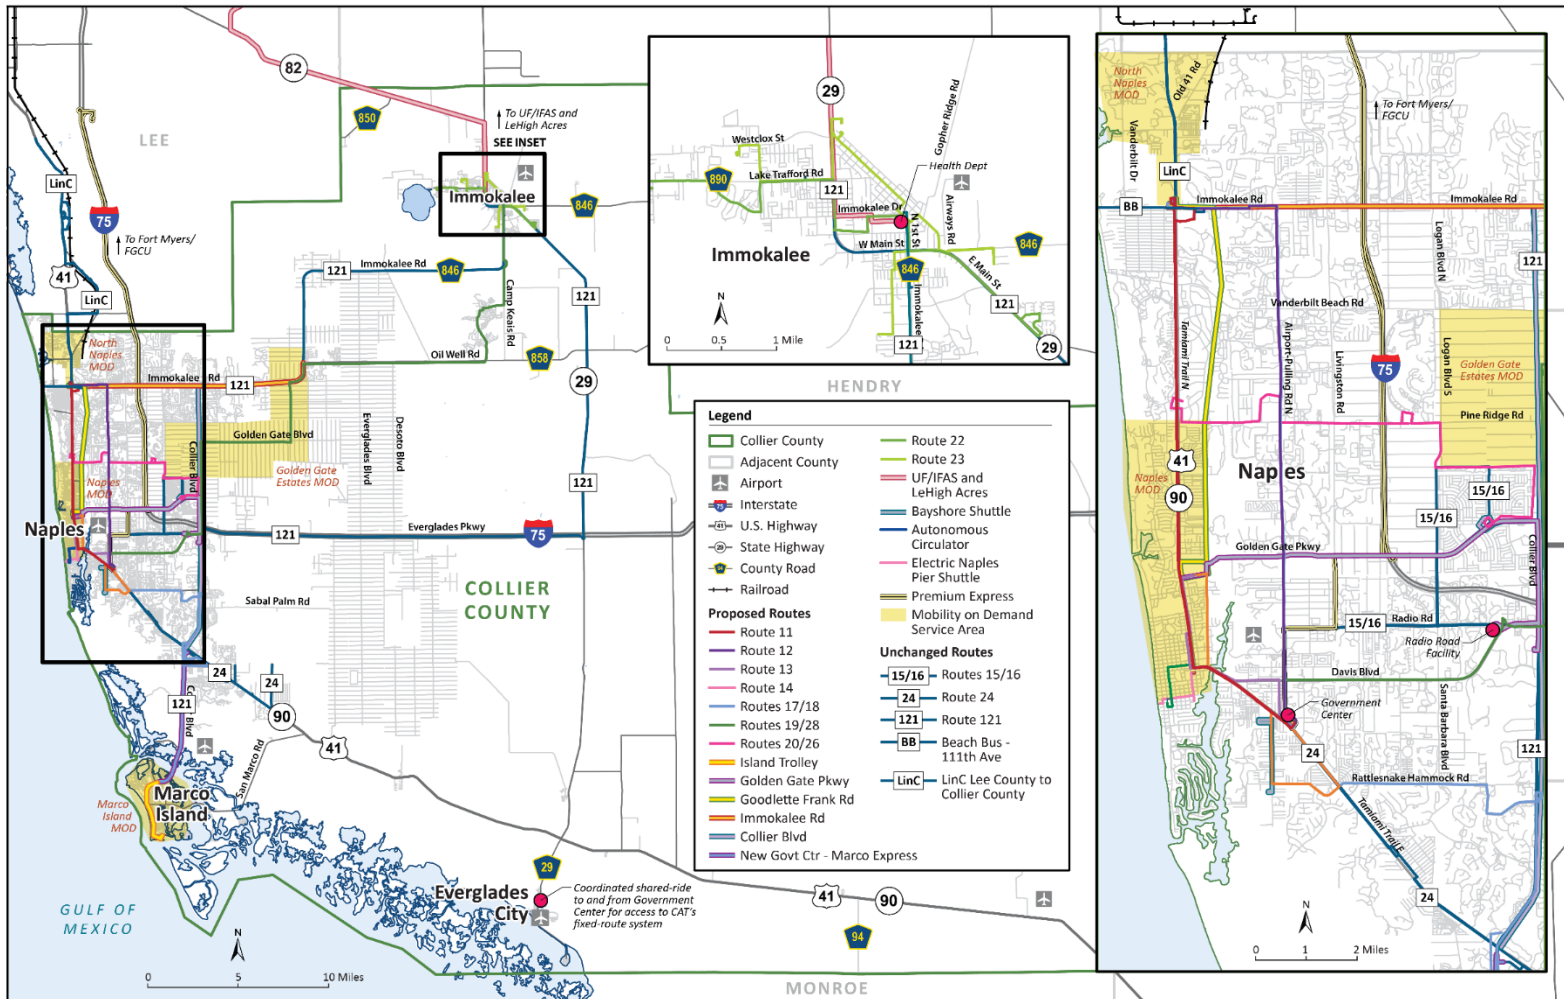 LEE
82
850
To UF/IFAS and
LeHigh Acres
SEE INSET
Immokalee
846
LinC
75
To Fort Myers/
FGCU
41
LinC
121
Immokalee Rd
846
121
Camp Keais Rd
Oil Well Rd
858
29
North
Naples
MOD
Immokalee Rd
121
Golden Gate Blvd
Everglades Blvd
Desoto Blvd
Collier Blvd
Golden Gate
Estates MOD
Naples
MOD
121
Naples
121
Everglades Pkwy
75
COLLIER
COUNTY
Sabal Palm Rd
24
24
90
121
41
San Marco Rd
Marco
Island
Marco
Island
MOD
GULF OF
MEXICO
N
0 5 10 Miles
29
Everglades
City
Coordinated shared-ride
to and from Government
Center for access to CAT's
fixed-route system
41
90
94
MONROE
HENDRY
29
Gopher Ridge Rd
Westclox St
Health Dept
890
Lake Trafford Rd
121
Immokalee Dr
N 1st St
Airways Rd
W Main St
846
846
Immokalee
E Main St
Immokalee
121
121
29
N
0 0.5 1 Mile
Legend
Collier County
Adjacent County
Airport
75
Interstate
41
U.S. Highway
29
State Highway
County Road
Railroad
Proposed Routes
Route 11
Route 12
Route 13
Route 14
Routes 17/18
Routes 19/28
Routes 20/26
Island Trolley
Golden Gate Pkwy
Goodlette Frank Rd
Immokalee Rd
Collier Blvd
New Govt Ctr - Marco Express
Route 22
Route 23
UF/IFAS and
LeHigh Acres
Bayshore Shuttle
Autonomous
Circulator
Electric Naples
Pier Shuttle
Premium Express
Mobility on Demand
Service Area
Unchanged Routes
15/16 Routes 15/16
24 Route 24
121 Route 121
BB Beach Bus -
111th Ave
LinC LinC Lee County to
Collier County
North
Naples
MOD
Old 41 Rd
To Fort Myers/
FGCU
Vanderbilt Dr
LinC
BB
Immokalee Rd
Immokalee Rd
Logan Blvd N
121
Vanderbilt Beach Rd
Tamiami Trail N
Airport-Pulling Rd N
Livingston Rd
75
Logan Blvd S
Golden Gate
Estates MOD
Pine Ridge Rd
41
Naples
Naples
MOD
90
15/16
15/16
Golden Gate Pkwy
Collier Blvd
15/16
Radio Rd
Radio Road
Facility
Davis Blvd
Government
Center
Santa Barbara Blvd
24
121
Rattlesnake Hammock Rd
Tamiami Trail E
24
N
0 1 2 Miles